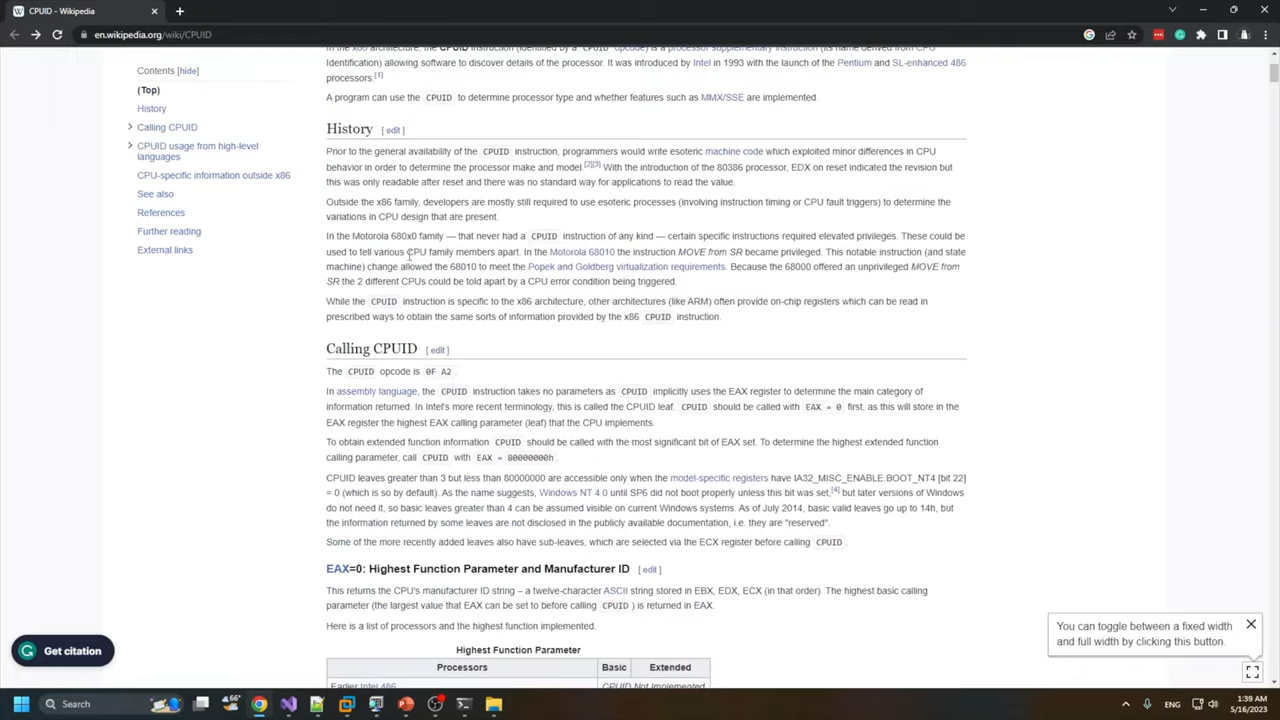 CPUID - Wikipedia
en.wikipedia.org/wiki/CPUID
Contents [hide]
(Top)
History
Calling CPUID
CPUID usage from high-level
languages
CPU-specific information outside x86
See also
References
Further reading
External links
In the x86 architecture, the CPUID instruction (identified by a CPUID opcode) is a processor supplementary instruction (its name derived from CPU
Identification) allowing software to discover details of the processor. It was introduced by Intel in 1993 with the launch of the Pentium and SL-enhanced 486
processors.[1]
A program can use the CPUID to determine processor type and whether features such as MMX/SSE are implemented.
History [ edit ]
Prior to the general availability of the CPUID instruction, programmers would write esoteric machine code which exploited minor differences in CPU
behavior in order to determine the processor make and model.[2][3] With the introduction of the 80386 processor, EDX on reset indicated the revision but
this was only readable after reset and there was no standard way for applications to read the value.
Outside the x86 family, developers are mostly still required to use esoteric processes (involving instruction timing or CPU fault triggers) to determine the
variations in CPU design that are present.
In the Motorola 680x0 family — that never had a CPUID instruction of any kind — certain specific instructions required elevated privileges. These could be
used to tell various CPU family members apart. In the Motorola 68010 the instruction MOVE from SR became privileged. This notable instruction (and state
machine) change allowed the 68010 to meet the Popek and Goldberg virtualization requirements. Because the 68000 offered an unprivileged MOVE from
SR the 2 different CPUs could be told apart by a CPU error condition being triggered.
While the CPUID instruction is specific to the x86 architecture, other architectures (like ARM) often provide on-chip registers which can be read in
prescribed ways to obtain the same sorts of information provided by the x86 CPUID instruction.
Calling CPUID [ edit ]
The CPUID opcode is 0F A2
In assembly language, the CPUID instruction takes no parameters as CPUID implicitly uses the EAX register to determine the main category of
information returned. In Intel's more recent terminology, this is called the CPUID leaf. CPUID should be called with EAX = 0 first, as this will store in the
EAX register the highest EAX calling parameter (leaf) that the CPU implements.
To obtain extended function information CPUID should be called with the most significant bit of EAX set. To determine the highest extended function
calling parameter, call CPUID with EAX = 80000000h.
CPUID leaves greater than 3 but less than 80000000 are accessible only when the model-specific registers have IA32_MISC_ENABLE.BOOT_NT4 [bit 22]
= 0 (which is so by default). As the name suggests, Windows NT 4.0 until SP6 did not boot properly unless this bit was set,[4] but later versions of Windows
do not need it, so basic leaves greater than 4 can be assumed visible on current Windows systems. As of July 2014, basic valid leaves go up to 14h, but
the information returned by some leaves are not disclosed in the publicly available documentation, i.e. they are "reserved".
Some of the more recently added leaves also have sub-leaves, which are selected via the ECX register before calling CPUID.
EAX=0: Highest Function Parameter and Manufacturer ID [ edit ]
This returns the CPU's manufacturer ID string – a twelve-character ASCII string stored in EBX, EDX, ECX (in that order). The highest basic calling
parameter (the largest value that EAX can be set to before calling CPUID ) is returned in EAX.
Here is a list of processors and the highest function implemented.
Highest Function Parameter
Processors Basic Extended
Earlier Intel 486 CPUID Not Implemented
You can toggle between a fixed width
and full width by clicking this button.
Get citation
Search
66°
ENG
1:39 AM
5/16/2023